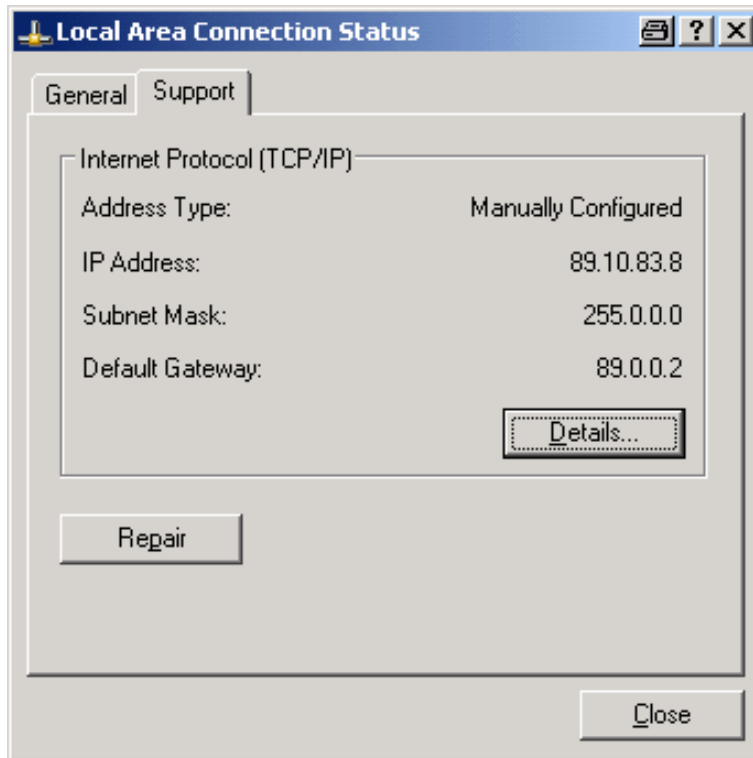 Local Area Connection Status
General
Support
Internet Protocol (TCP/IP)
Address Type: Manually Configured
IP Address: 89.10.83.8
Subnet Mask: 255.0.0.0
Default Gateway: 89.0.0.2
Details...
Repair
Close